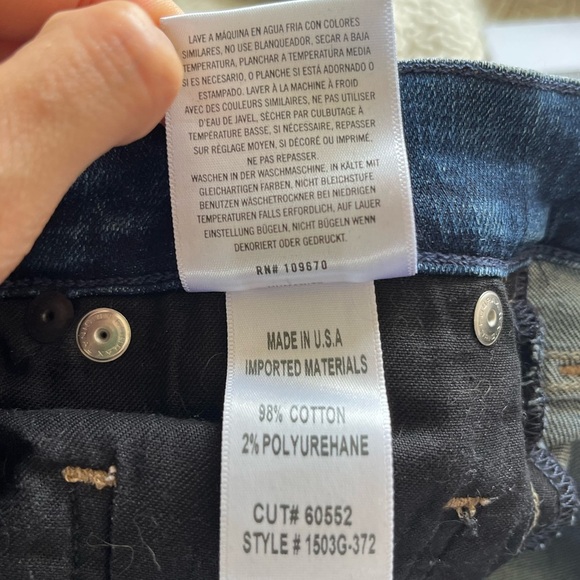 LAVE A MÁQUINA EN AGUA FRIA CON COLORES
SIMILARES, NO USE BLANQUEADOR, SECAR A BAJA
TEMPERATURA, PLANCHAR A TEMPERATURA MEDIA
SI ES NECESARIO, O PLANCHE SI ESTÁ ADORNADO O
ESTAMPADO. LAVER À LA MACHINE À FROID
AVEC DES COULEURS SIMILAIRES, NE PAS UTILISER
D'EAU DE JAVEL, SÉCHER PAR CULBUTAGE À
TEMPÉRATURE BASSE, SI NÉCESSAIRE, REPASSER
SUR RÉGLAGE MOYEN, SI DÉCORÉ OU IMPRIMÉ,
NE PAS REPASSER.
WASCHEN IN DER WASCHMASCHINE, IN KÄLTE MIT
GLEICHARTIGEN FARBEN, NICHT BLEICHSTUFE
BENUTZEN WÄSCHETROCKNER BEI NIEDRIGEN
TEMPERATUREN FALLS ERFORDLICH, AUF LAUER
EINSTELLUNG BÜGELN, NICHT BÜGELN WENN
DEKORIERT ODER GEDRUCKT.
RN# 109670
MADE IN U.S.A
IMPORTED MATERIALS
98% COTTON
2% POLYUREHANE
CUT# 60552
STYLE # 1503G-372